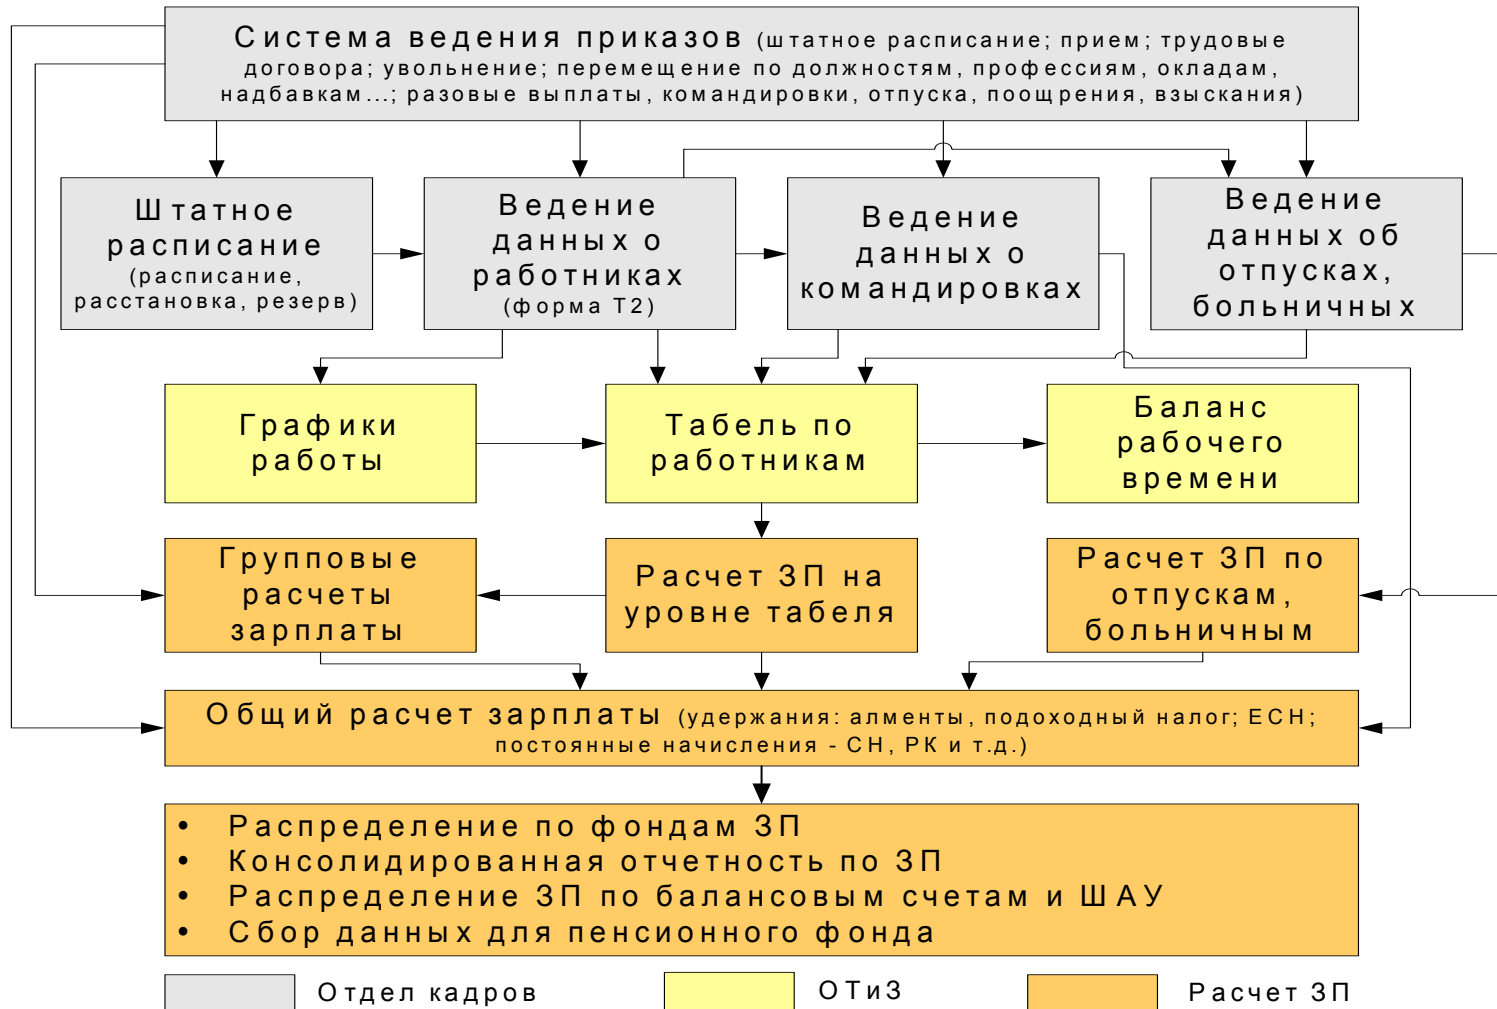 Система ведения приказов (штатное расписание; прием; трудовые
договора; увольнение; перемещение по должностям, профессиям, окладам,
надбавкам...; разовые выплаты, командировки, отпуска, поощрения, взыскания)
Штатное
расписание
(расписание,
расстановка, резерв)
Ведение
данных о
работниках
(форма Т2)
Ведение
данных о
командировках
Ведение
данных об
отпусках,
больничных
Графики
работы
Табель по
работникам
Баланс
рабочего
времени
Групповые
расчеты
зарплаты
Расчет ЗП на
уровне табеля
Расчет ЗП по
отпускам,
больничным
Общий расчет зарплаты (удержания: алменты, подоходный налог; ЕСН;
постоянные начисления - СН, РК и т.д.)
• Распределение по фондам ЗП
• Консолидированная отчетность по ЗП
• Распределение ЗП по балансовым счетам и ШАУ
• Сбор данных для пенсионного фонда
Отдел кадров
ОТиЗ
Расчет ЗП